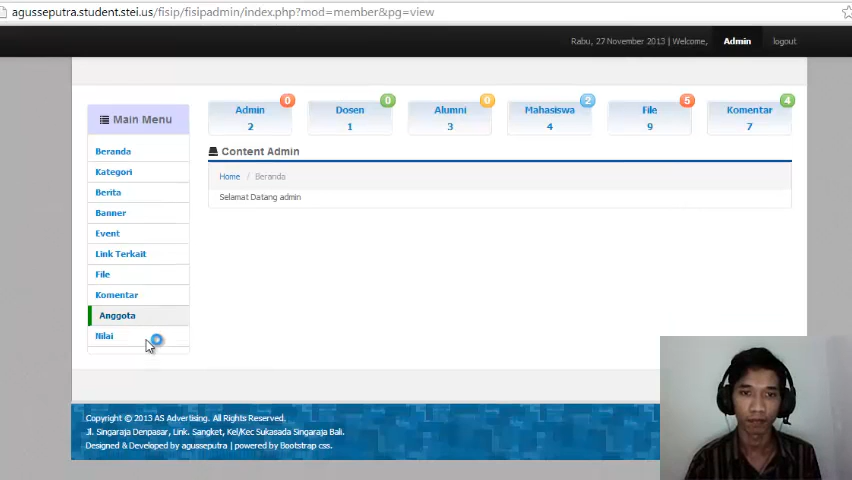 agusseputra.student.stei.us/fisip/fisipadmin/index.php?mod=member&pg=view
Rabu, 27 November 2013 | Welcome, Admin logout
Main Menu
Beranda
Kategori
Berita
Banner
Event
Link Terkait
File
Komentar
Anggota
Nilai
Admin 0
2
Dosen 0
1
Alumni 0
3
Mahasiswa 2
4
File 5
9
Komentar 4
7
Content Admin
Home / Beranda
Selamat Datang admin
Copyright © 2013 AS Advertising. All Rights Reserved.
Jl. Singaraja Denpasar, Link. Sangket, Kel/Kec Sukasada Singaraja Bali.
Designed & Developed by agusseputra | powered by Bootstrap css.